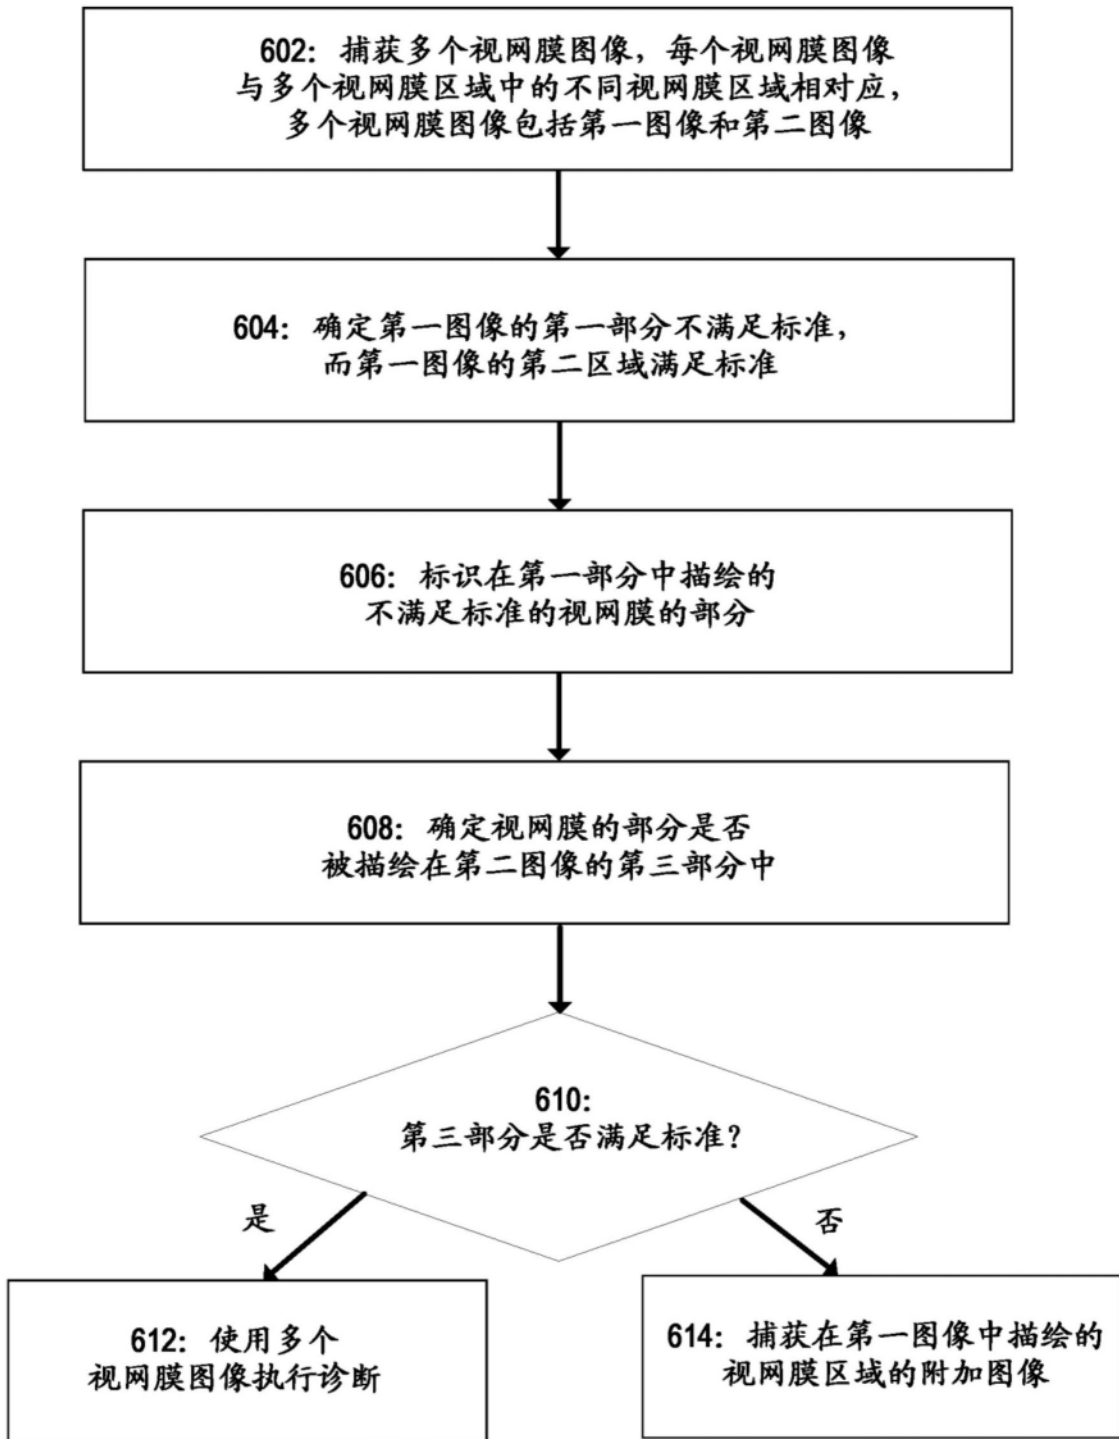 602: 捕获多个视网膜图像，每个视网膜图像
与多个视网膜区域中的不同视网膜区域相对应，
多个视网膜图像包括第一图像和第二图像
604: 确定第一图像的第一部分不满足标准，
而第一图像的第二区域满足标准
606: 标识在第一部分中描绘的
不满足标准的视网膜的部分
608: 确定视网膜的部分是否
被描绘在第二图像的第三部分中
610:
第三部分是否满足标准？
是
否
612: 使用多个
视网膜图像执行诊断
614: 捕获在第一图像中描绘的
视网膜区域的附加图像